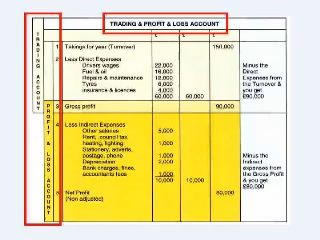 TRADING & PROFIT & LOSS ACCOUNT
TRADING ACCOUNT
PROFIT & LOSS ACCOUNT
£ £ £
1 Takings for year (Turnover) 150,000
2 Less Direct Expenses
Drivers wages 22,000 Minus the
Fuel & oil 16,000 Direct
Repairs & maintenance 12,000 Expenses from
Tyres 6,000 the Turnover &
insurance & licences 4,000 you get
60,000 60,000 £90,000
3 Gross profit 90,000
4 Less Indirect Expenses
Other salaries 5,000
Rent,
heating, lighting 1,000
Stationery, adverts,
postage, phone 1,000 Minus the
Depreciation 2,000 Indirect
Bank charges, fines, expenses from
accountants fees 1,000 the Gross Profit
10,000 10,000 & you get
£80,000
5 Net Profit 80,000
(Non adjusted)